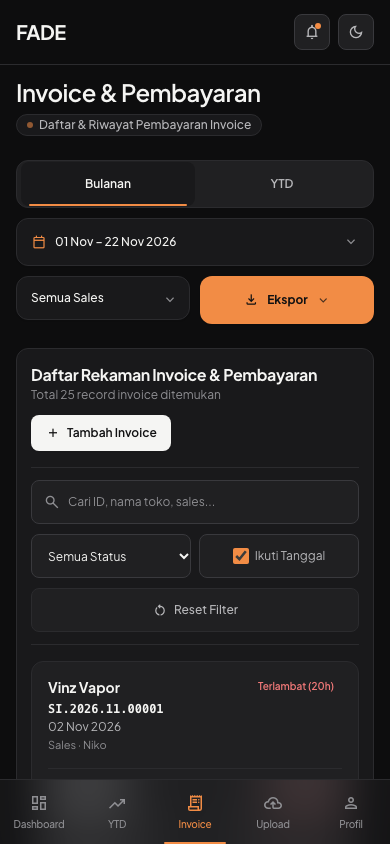 FADE
Invoice & Pembayaran
Daftar & Riwayat Pembayaran Invoice
Bulanan
YTD
01 Nov – 22 Nov 2026
Semua Sales
Ekspor
Daftar Rekaman Invoice & Pembayaran
Total 25 record invoice ditemukan
+ Tambah Invoice
Cari ID, nama toko, sales...
Semua Status
Ikuti Tanggal
Reset Filter
Vinz Vapor
Terlambat (20h)
SI.2026.11.00001
02 Nov 2026
Sales · Niko
Dashboard
YTD
Invoice
Upload
Profil